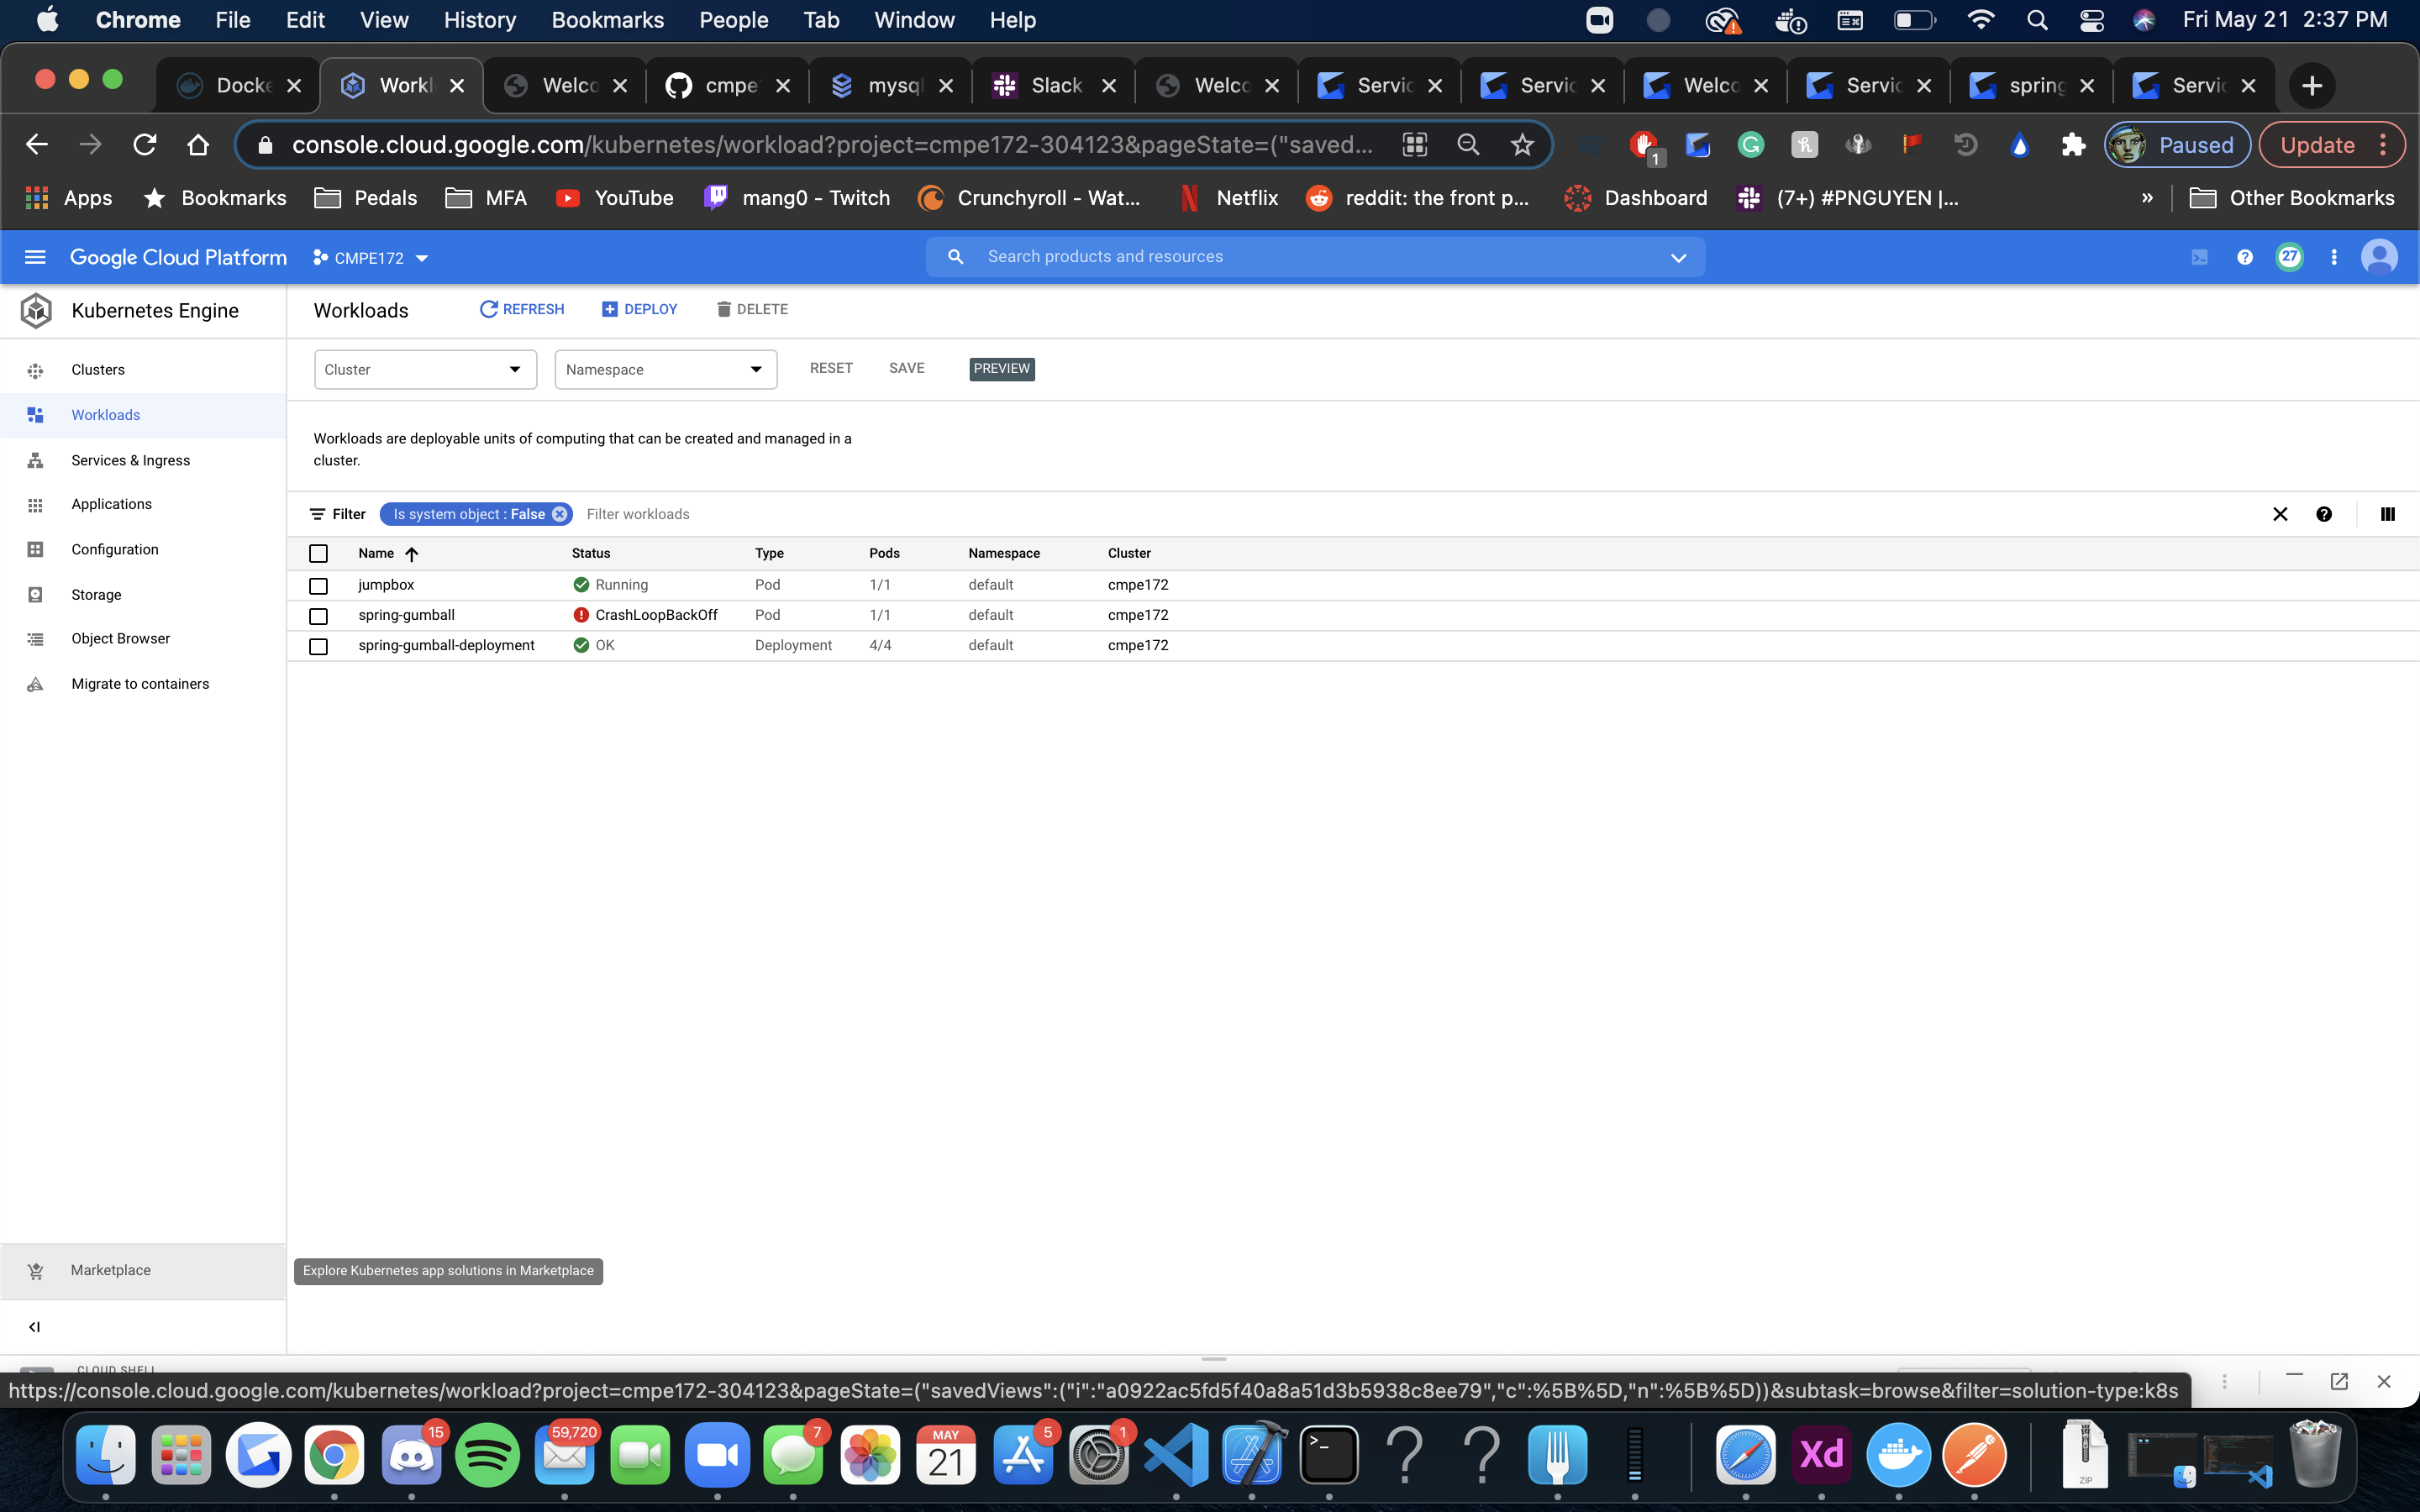 Chrome File Edit View History Bookmarks People Tab Window Help Fri May 21 2:37 PM
Docke Workl Welco cmpe mysql Slack Welco Servic Servic Welco Servic spring Servic
console.cloud.google.com/kubernetes/workload?project=cmpe172-304123&pageState=("saved... 1 Paused Update
Apps Bookmarks Pedals MFA YouTube mang0 - Twitch Crunchyroll - Wat... Netflix reddit: the front p... Dashboard (7+) #PNGUYEN |... » Other Bookmarks
Google Cloud Platform CMPE172 Search products and resources 27
Kubernetes Engine Workloads REFRESH DEPLOY DELETE
Clusters
Workloads
Services & Ingress
Applications
Configuration
Storage
Object Browser
Migrate to containers
Cluster Namespace RESET SAVE PREVIEW
Workloads are deployable units of computing that can be created and managed in a
cluster.
Filter Is system object : False Filter workloads
Name Status Type Pods Namespace Cluster
jumpbox Running Pod 1/1 default cmpe172
spring-gumball CrashLoopBackOff Pod 1/1 default cmpe172
spring-gumball-deployment OK Deployment 4/4 default cmpe172
Marketplace Explore Kubernetes app solutions in Marketplace
CLOUD SHELL
https://console.cloud.google.com/kubernetes/workload?project=cmpe172-304123&pageState=("savedViews":("i":"a0922ac5fd5f40a8a51d3b5938c8ee79","c":%5B%5D,"n":%5B%5D))&subtask=browse&filter=solution-type:k8s
15 59,720 7 MAY 21 5 1 Xd ZIP